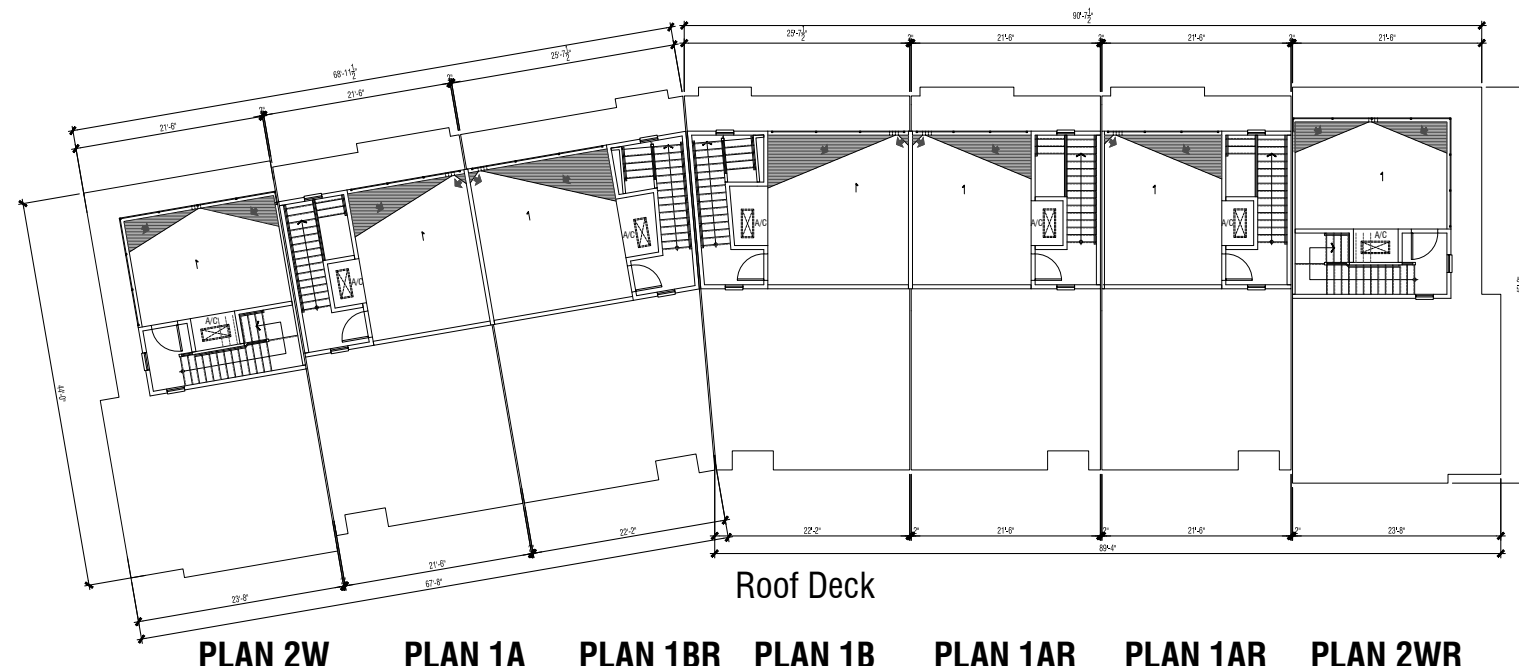 90'-7½"
25'-7½" 2" 21'-6" 2" 21'-6" 2" 21'-6"
68'-11½"
21'-6" 2" 21'-6" 2" 25'-7½"
1 1 1 1 1 1 1
A/C A/C A/C A/C A/C A/C A/C
44'-0"
22'-2" 2" 21'-6" 2" 21'-6" 2" 23'-8"
89'-4"
23'-8" 21'-6" 22'-2"
67'-8"
Roof Deck
PLAN 2W PLAN 1A PLAN 1BR PLAN 1B PLAN 1AR PLAN 1AR PLAN 2WR